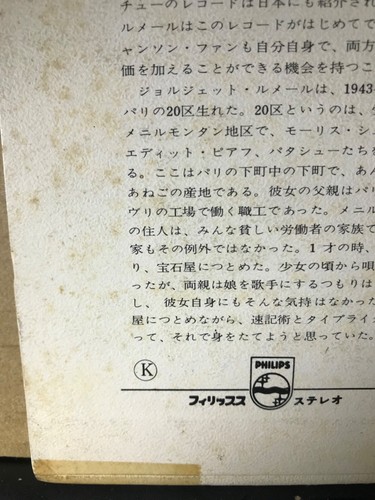 チューのレコードは日本にも紹介され
ルメールはこのレコードがはじめてで
ャンソン・ファンも自分自身で、両方
価を加えることができる機会を持つこ
ジョルジェット・ルメールは、1943
パリの20区生れた。20区というのは、
メニルモンタン地区で、モーリス・シュ
エディット・ピアフ、パタシューたちを
る。ここはパリの下町中の下町で、あん
あねごの産地である。彼女の父親はパリ
ヴリの工場で働く職工であった。メニル
の住人は、みんな貧しい労働者の家族で
家もその例外ではなかった。1才の時、
り、宝石屋につとめた。少女の頃から唄
ったが、両親は娘を歌手にするつもりは
し、彼女自身にもそんな気持はなかった
屋につとめながら、速記術とタイプライ
って、それで身をたてようと思っていた。
K
フィリップス PHILIPS ステレオ